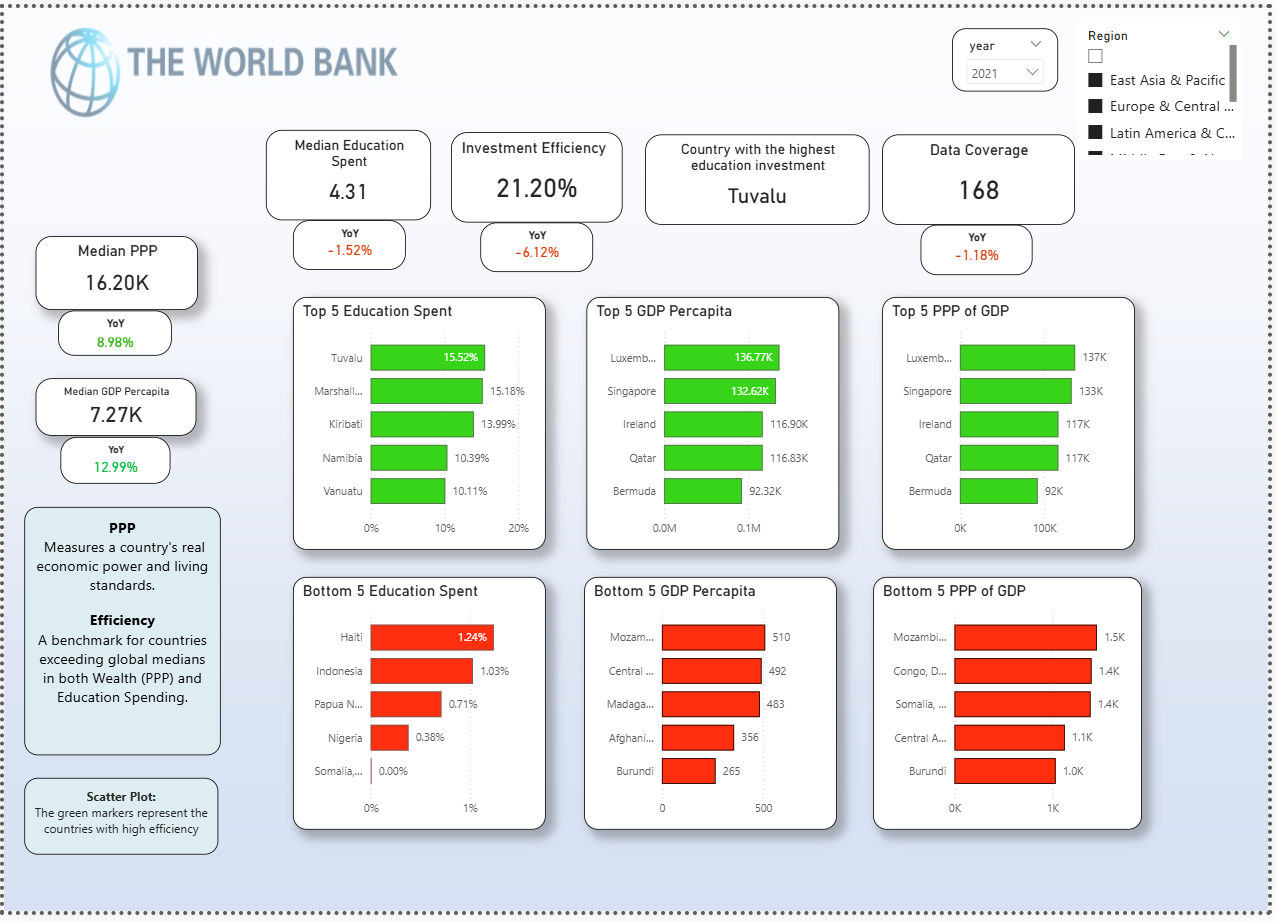 THE WORLD BANK
year
2021
Region
East Asia & Pacific
Europe & Central ...
Latin America & C...
Median Education
Spent
4.31
YoY
-1.52%
Investment Efficiency
21.20%
YoY
-6.12%
Country with the highest
education investment
Tuvalu
Data Coverage
168
YoY
-1.18%
Median PPP
16.20K
YoY
8.98%
Median GDP Percapita
7.27K
YoY
12.99%
PPP
Measures a country's real
economic power and living
standards.
Efficiency
A benchmark for countries
exceeding global medians
in both Wealth (PPP) and
Education Spending.
Scatter Plot:
The green markers represent the
countries with high efficiency
Top 5 Education Spent
Tuvalu 15.52%
Marshall... 15.18%
Kiribati 13.99%
Namibia 10.39%
Vanuatu 10.11%
0% 10% 20%
Top 5 GDP Percapita
Luxemb... 136.77K
Singapore 132.62K
Ireland 116.90K
Qatar 116.83K
Bermuda 92.32K
0.0M 0.1M
Top 5 PPP of GDP
Luxemb... 137K
Singapore 133K
Ireland 117K
Qatar 117K
Bermuda 92K
0K 100K
Bottom 5 Education Spent
Haiti 1.24%
Indonesia 1.03%
Papua N... 0.71%
Nigeria 0.38%
Somalia,... 0.00%
0% 1%
Bottom 5 GDP Percapita
Mozam... 510
Central ... 492
Madaga... 483
Afghani... 356
Burundi 265
0 500
Bottom 5 PPP of GDP
Mozambi... 1.5K
Congo, D... 1.4K
Somalia, ... 1.4K
Central A... 1.1K
Burundi 1.0K
0K 1K